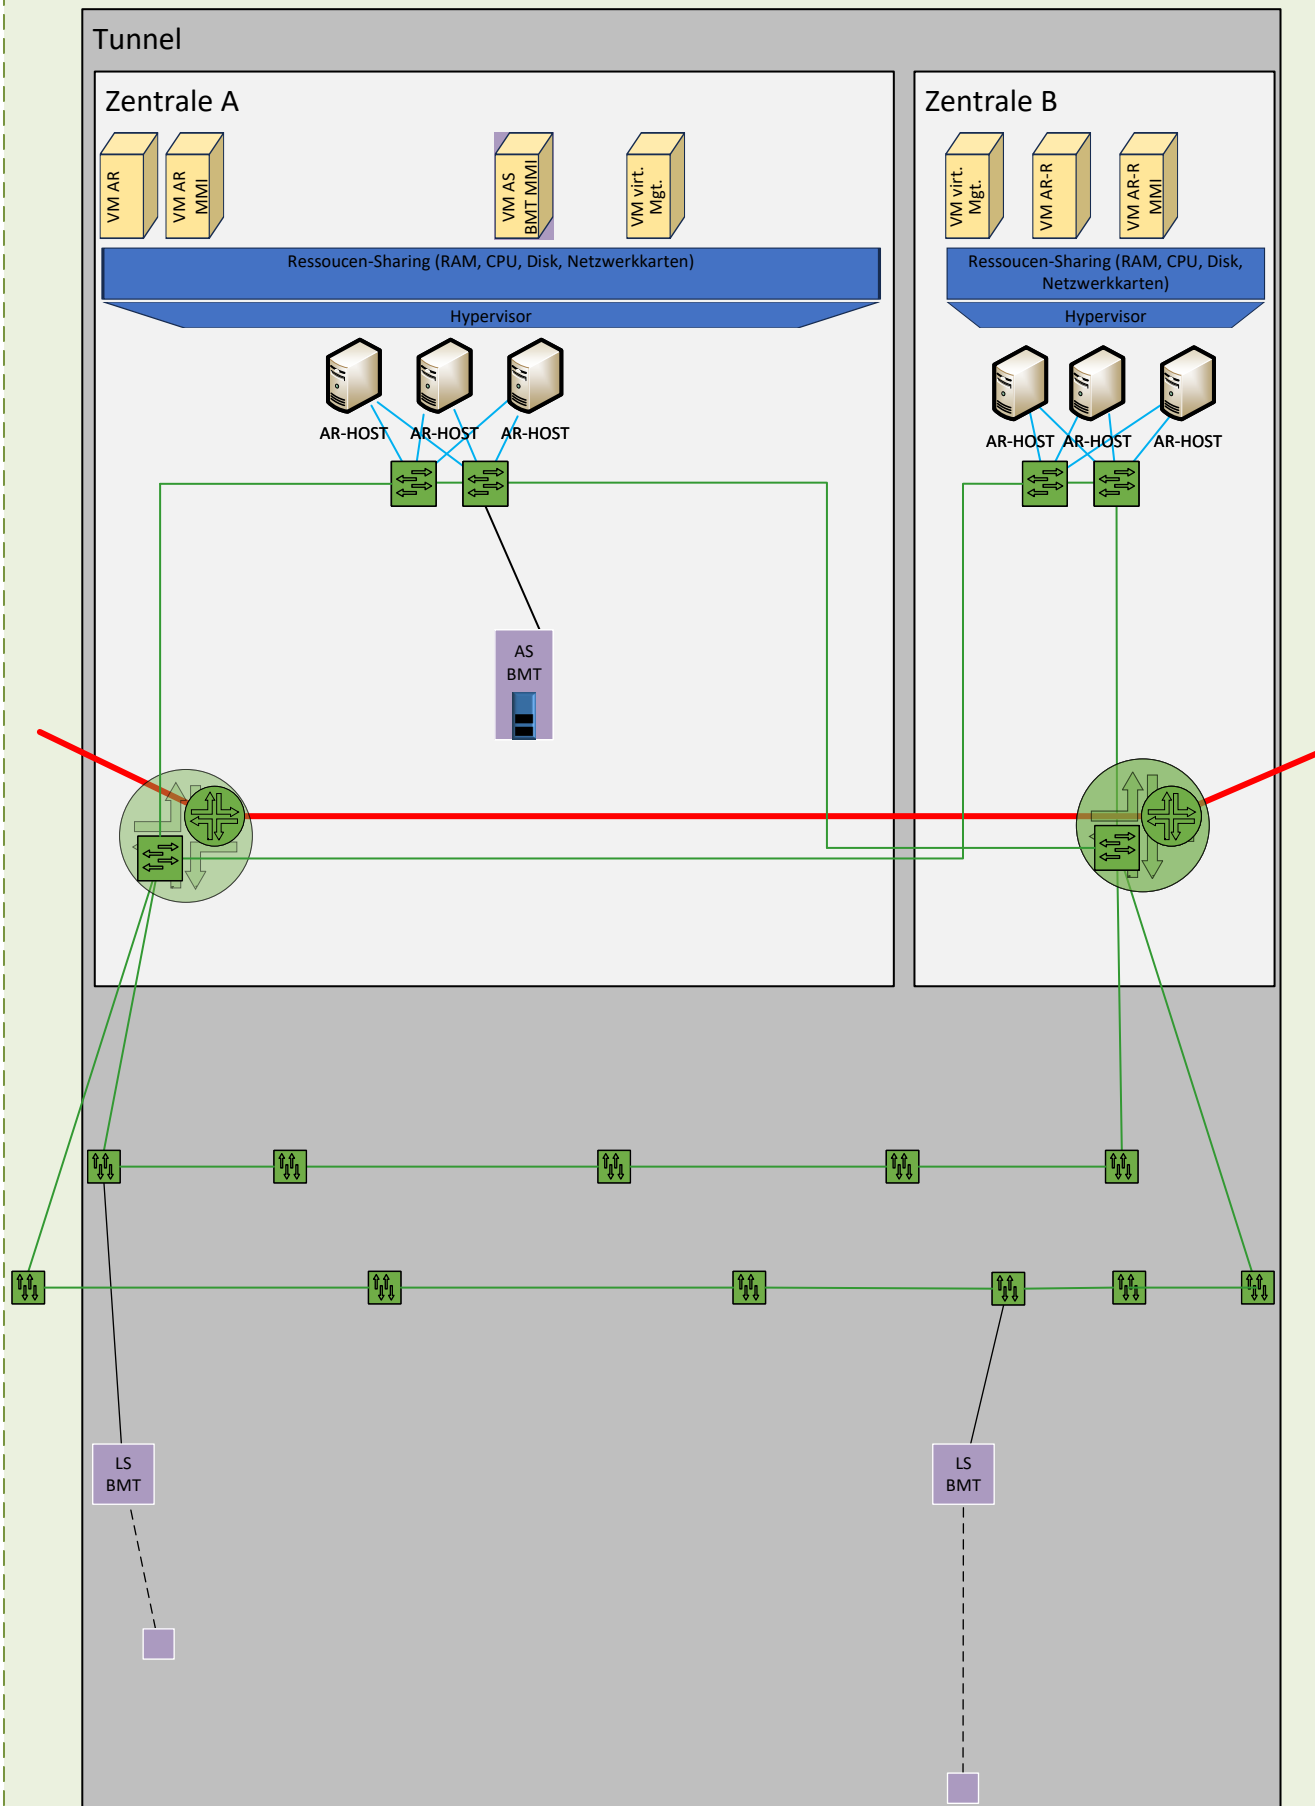 Tunnel
Zentrale A
Zentrale B
VM AR
VM AR
MMI
VM AS
BMT MMI
VM virt.
Mgt.
VM virt.
Mgt.
VM AR-R
VM AR-R
MMI
Ressoucen-Sharing (RAM, CPU, Disk, Netzwerkkarten)
Ressoucen-Sharing (RAM, CPU, Disk,
Netzwerkkarten)
Hypervisor
Hypervisor
AR-HOST
AR-HOST
AR-HOST
AR-HOST
AR-HOST
AR-HOST
AS
BMT
LS
BMT
LS
BMT